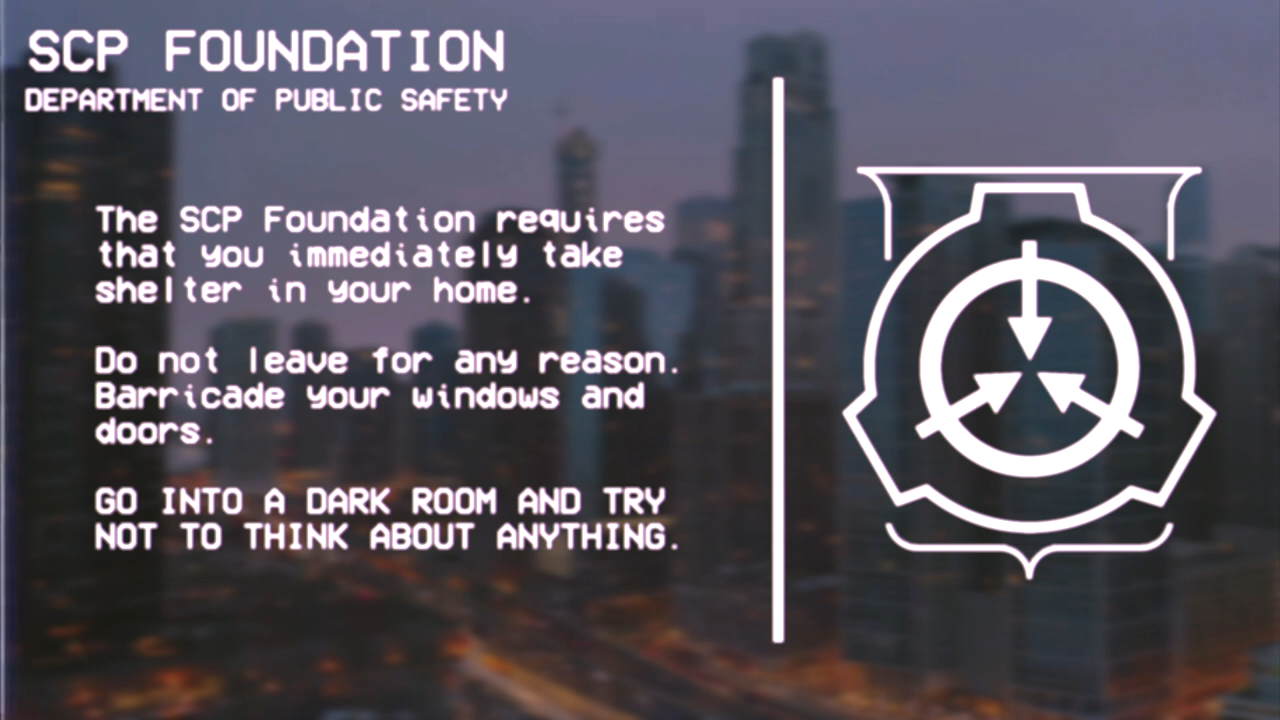 SCP FOUNDATION
DEPARTMENT OF PUBLIC SAFETY
The SCP Foundation requires
that you immediately take
shelter in your home.
Do not leave for any reason.
Barricade your windows and
doors.
GO INTO A DARK ROOM AND TRY
NOT TO THINK ABOUT ANYTHING.